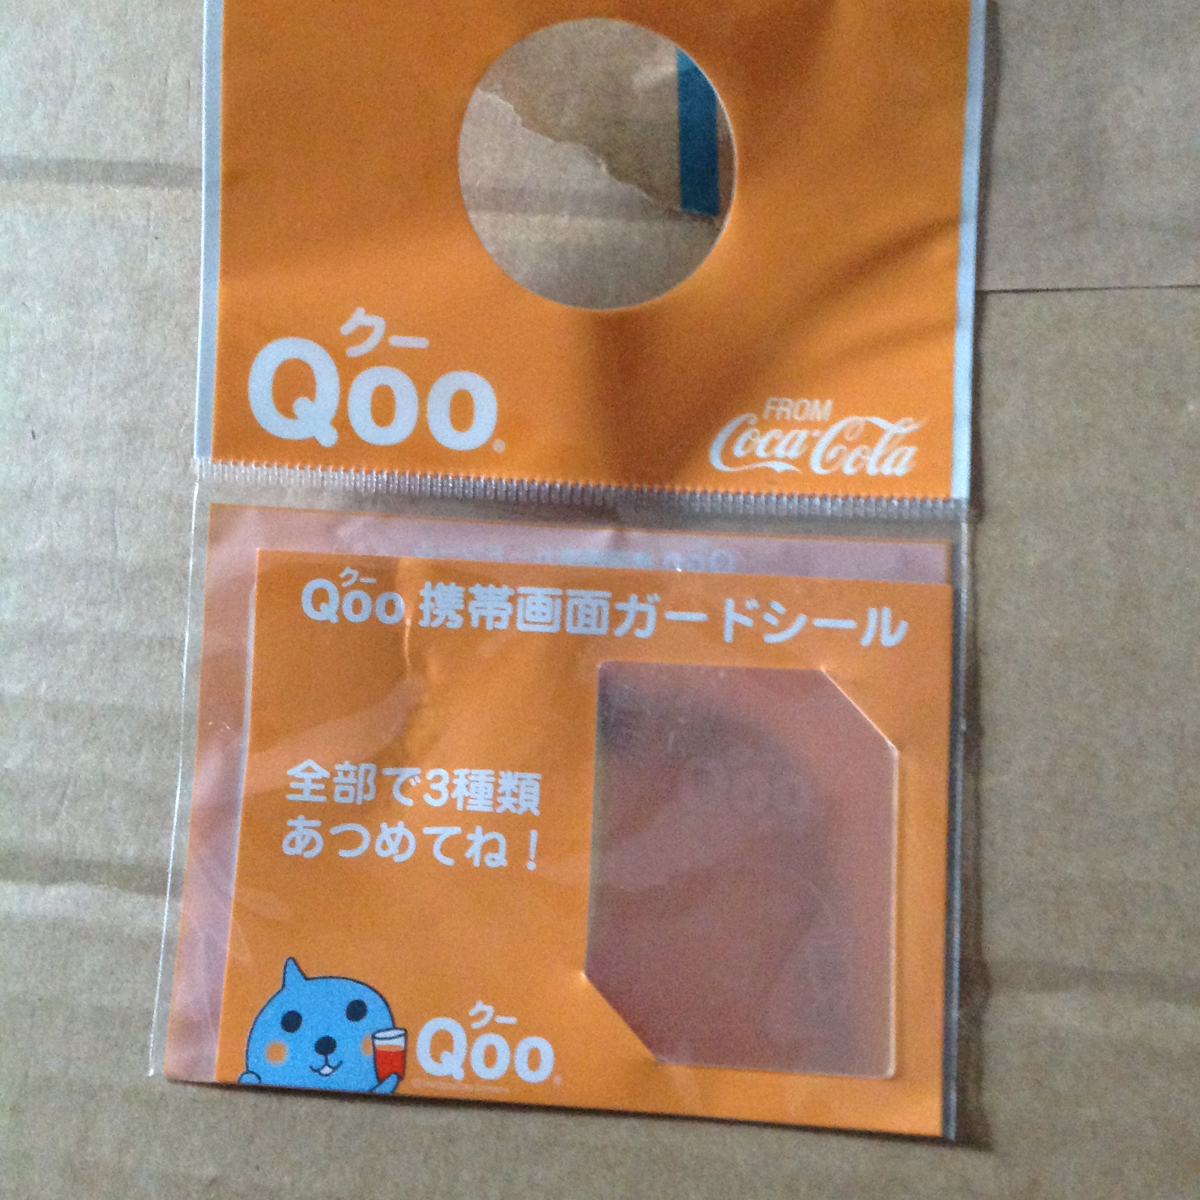 クー
Qoo
FROM
Coca-Cola
クー
Qoo 携帯画面ガードシール
全部で3種類
あつめてね！
クー
Qoo